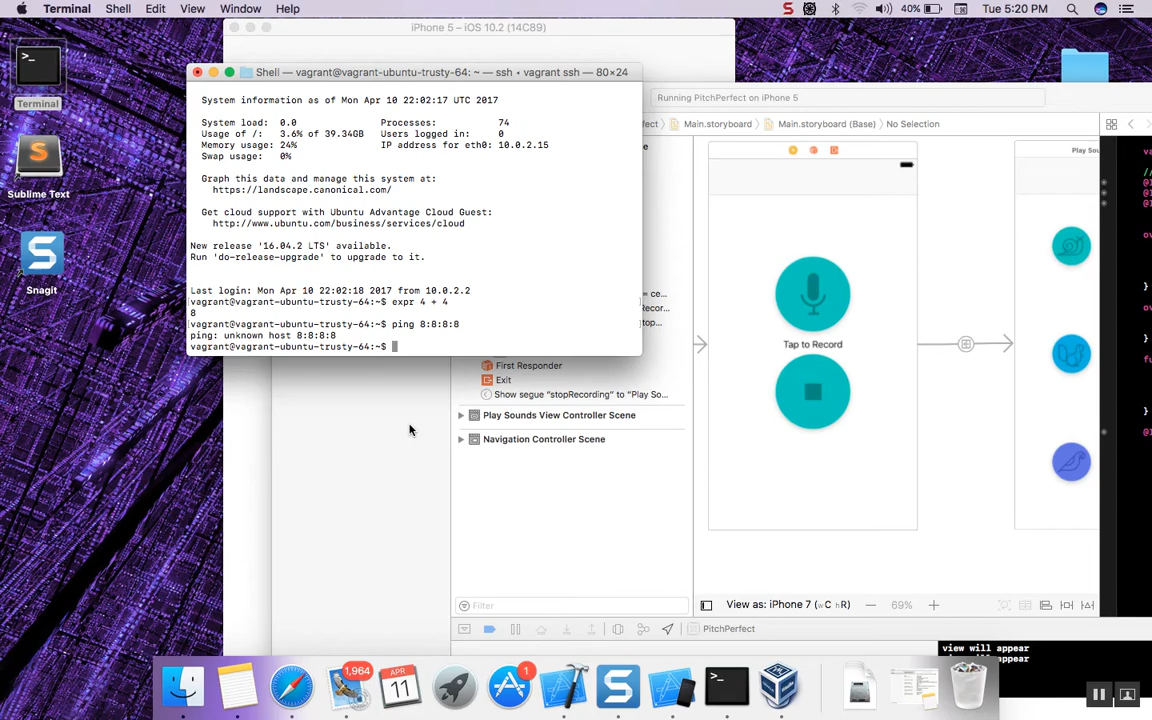 Terminal Shell Edit View Window Help
40%
Tue 5:20 PM
iPhone 5 – iOS 10.2 (14C89)
Terminal
Sublime Text
Snagit
Shell — vagrant@vagrant-ubuntu-trusty-64: ~ — ssh ◂ vagrant ssh — 80×24
System information as of Mon Apr 10 22:02:17 UTC 2017
System load: 0.0 Processes: 74
Usage of /: 3.6% of 39.34GB Users logged in: 0
Memory usage: 24% IP address for eth0: 10.0.2.15
Swap usage: 0%
Graph this data and manage this system at:
https://landscape.canonical.com/
Get cloud support with Ubuntu Advantage Cloud Guest:
http://www.ubuntu.com/business/services/cloud
New release '16.04.2 LTS' available.
Run 'do-release-upgrade' to upgrade to it.
Last login: Mon Apr 10 22:02:18 2017 from 10.0.2.2
[vagrant@vagrant-ubuntu-trusty-64:~$ expr 4 + 4 ]
8
[vagrant@vagrant-ubuntu-trusty-64:~$ ping 8:8:8:8 ]
ping: unknown host 8:8:8:8
vagrant@vagrant-ubuntu-trusty-64:~$
Running PitchPerfect on iPhone 5
Main.storyboard
Main.storyboard (Base)
No Selection
= ce...
First Responder
Exit
Show segue "stopRecording" to "Play So...
Play Sounds View Controller Scene
Navigation Controller Scene
Filter
Tap to Record
Play Sou
View as: iPhone 7 (wC hR)
69%
PitchPerfect
view will appear
1,964
APR
11
1